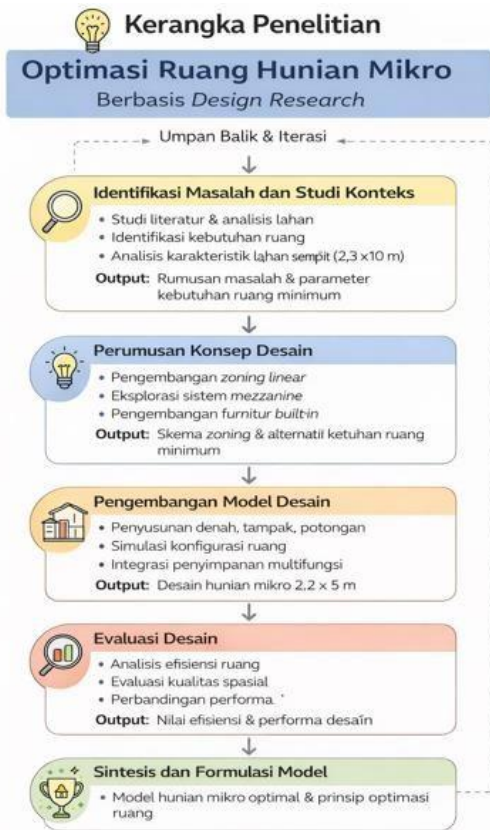 Kerangka Penelitian
Optimasi Ruang Hunian Mikro
Berbasis Design Research
Umpan Balik & Iterasi
Identifikasi Masalah dan Studi Konteks
• Studi literatur & analisis lahan
• Identifikasi kebutuhan ruang
• Analisis karakteristik lahan sempit (2,3 x10 m)
Output: Rumusan masalah & parameter
kebutuhan ruang minimum
Perumusan Konsep Desain
• Pengembangan zoning linear
• Eksplorasi sistem mezzanine
• Pengembangan furnitur built-in
Output: Skema zoning & alternatil ketuhan ruang
minimum
Pengembangan Model Desain
• Penyusunan denah, tampak, potongan
• Simulasi konfigurasi ruang
• Integrasi penyimpanan multifungsi
Output: Desain hunian mikro 2,2 × 5 m
Evaluasi Desain
• Analisis efisiensi ruang
• Evaluasi kualitas spasial
• Perbandingan performa.
Output: Nilai efisiensi & performa desain
Sintesis dan Formulasi Model
• Model hunian mikro optimal & prinsip optimasi
ruang